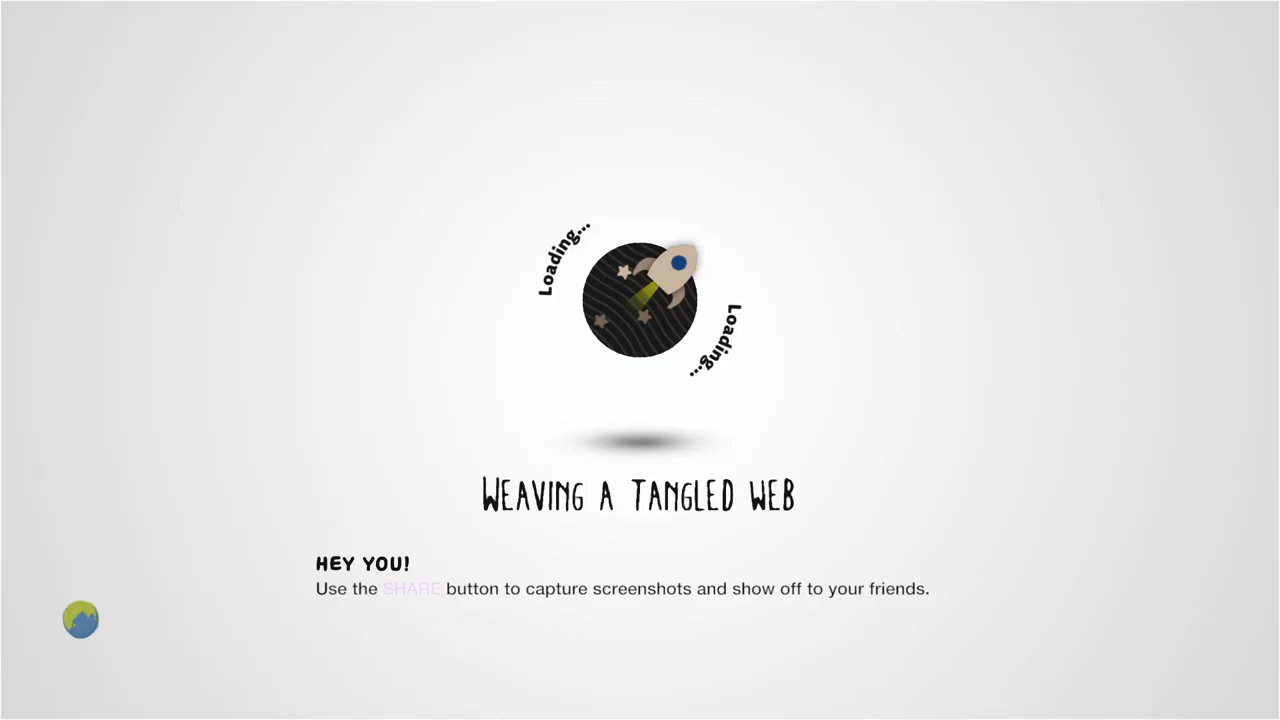 Loading...
Loading...
WEAVING A TANGLED WEB
HEY YOU!
Use the SHARE button to capture screenshots and show off to your friends.